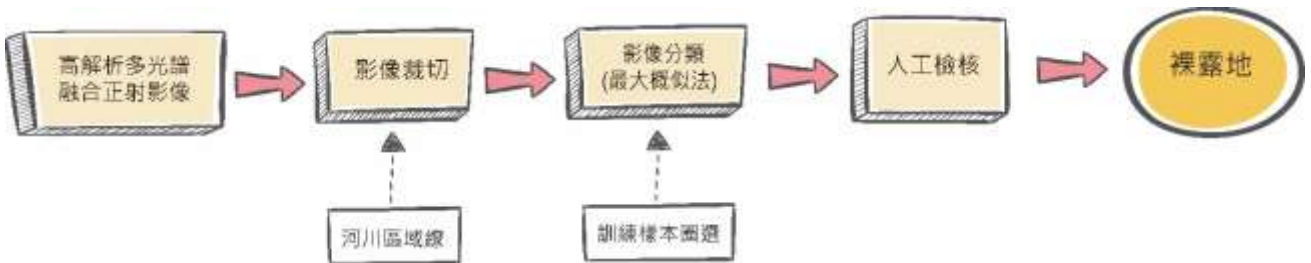 高解析多光譜
融合正射影像
影像裁切
影像分類
(最大概似法)
人工檢核
裸露地
河川區域線
訓練樣本圈選